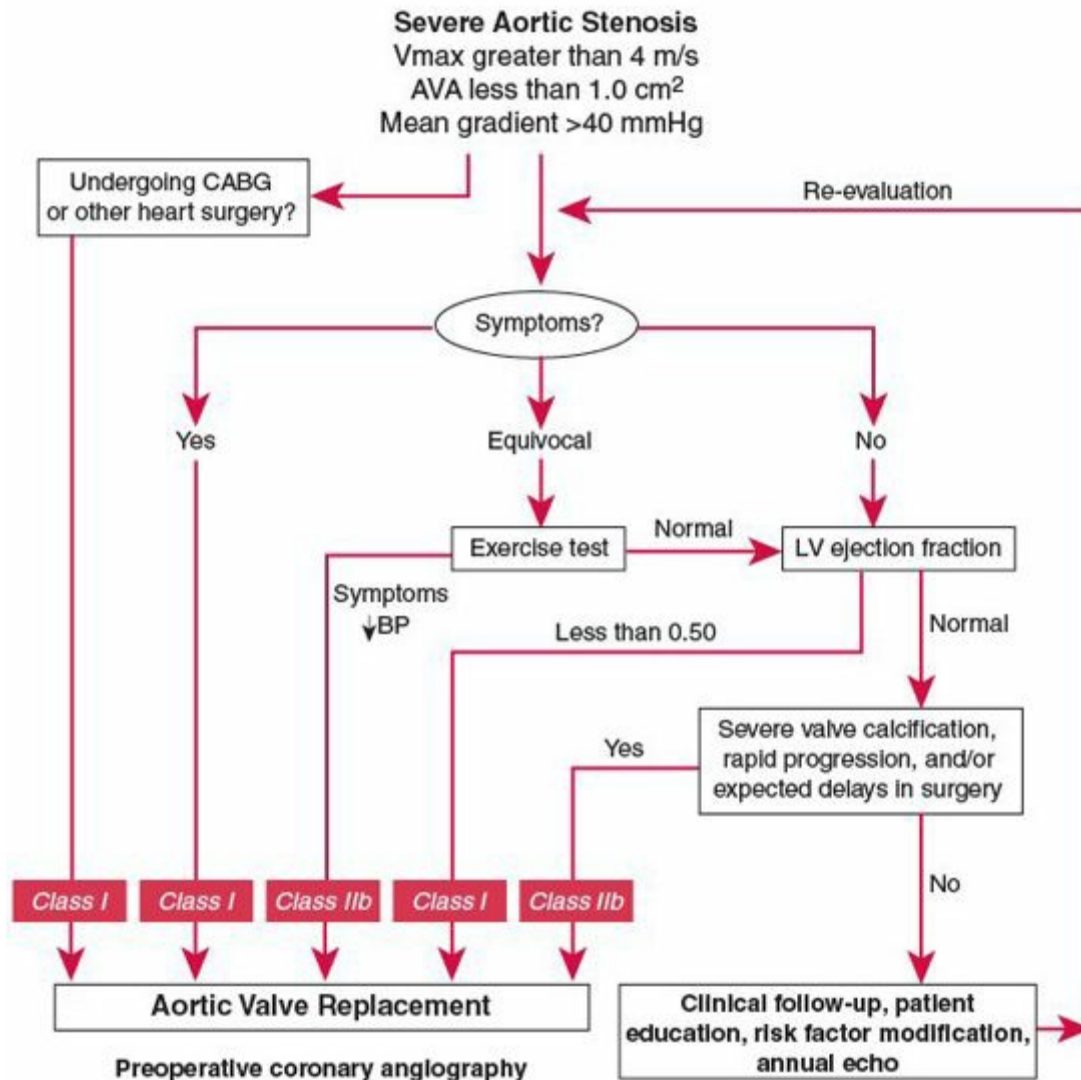 Severe Aortic Stenosis
Vmax greater than 4 m/s
AVA less than 1.0 cm²
Mean gradient >40 mmHg
Undergoing CABG
or other heart surgery?
Re-evaluation
Symptoms?
Yes
Equivocal
No
Exercise test
Normal
LV ejection fraction
Symptoms
↓BP
Less than 0.50
Normal
Severe valve calcification,
rapid progression, and/or
expected delays in surgery
Yes
No
Class I
Class I
Class IIb
Class I
Class IIb
Aortic Valve Replacement
Clinical follow-up, patient
education, risk factor modification,
annual echo
Preoperative coronary angiography